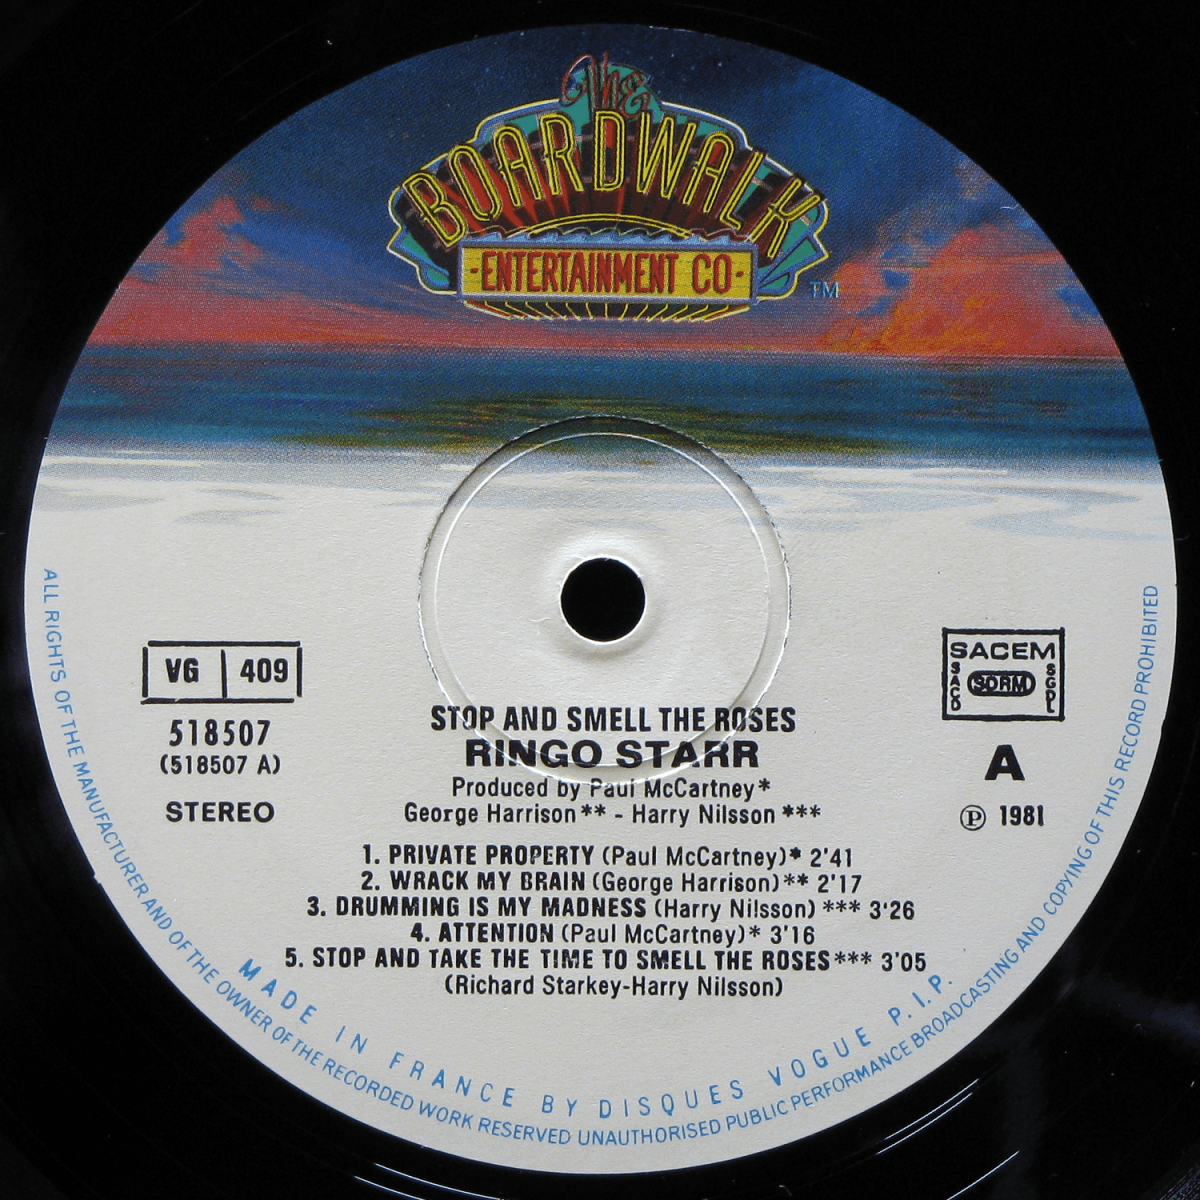 The
BOARDWALK
-ENTERTAINMENT CO-
TM
VG 409
518507
(518507 A)
STEREO
SACEM
SACD SDRM SGDL
A
℗ 1981
STOP AND SMELL THE ROSES
RINGO STARR
Produced by Paul McCartney*
George Harrison** - Harry Nilsson***
1. PRIVATE PROPERTY (Paul McCartney)* 2'41
2. WRACK MY BRAIN (George Harrison)** 2'17
3. DRUMMING IS MY MADNESS (Harry Nilsson) *** 3'26
4. ATTENTION (Paul McCartney)* 3'16
5. STOP AND TAKE THE TIME TO SMELL THE ROSES*** 3'05
(Richard Starkey-Harry Nilsson)
MADE IN FRANCE BY DISQUES VOGUE P.I.P.
ALL RIGHTS OF THE MANUFACTURER AND OF THE OWNER OF THE RECORDED WORK RESERVED UNAUTHORISED PUBLIC PERFORMANCE BROADCASTING AND COPYING OF THIS RECORD PROHIBITED